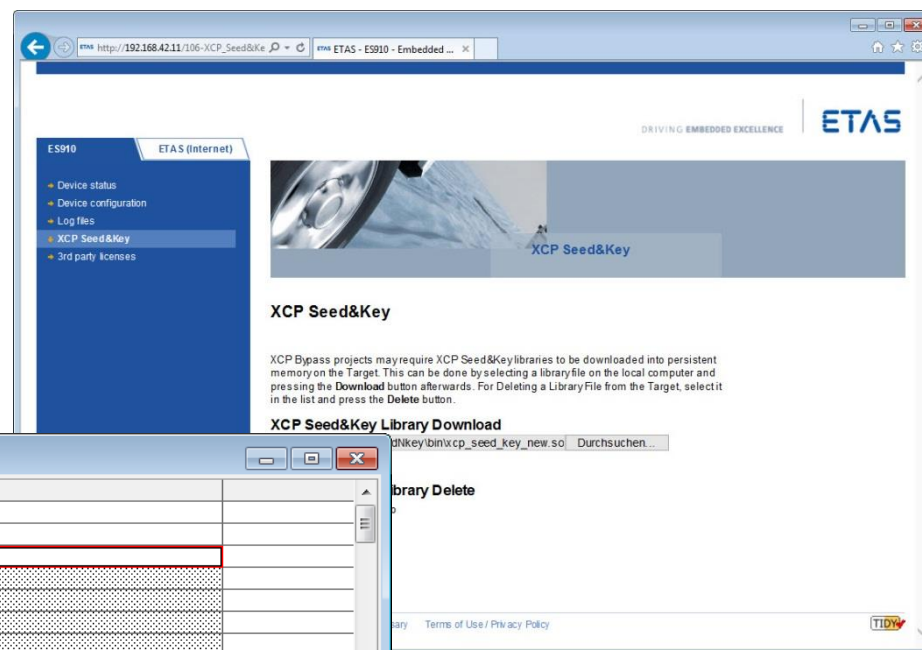 http://192.168.42.11/106-XCP_Seed&Ke
ETAS ETAS - ES910 - Embedded ...
DRIVING EMBEDDED EXCELLENCE
ETAS
ES910
ETAS (Internet)
Device status
Device configuration
Log files
XCP Seed&Key
3rd party licenses
XCP Seed&Key
XCP Seed&Key
XCP Bypass projects may require XCP Seed&Key libraries to be downloaded into persistent
memory on the Target. This can be done by selecting a library file on the local computer and
pressing the Download button afterwards. For Deleting a Library File from the Target, select it
in the list and press the Delete button.
XCP Seed&Key Library Download
dNkey\bin\xcp_seed_key_new.so Durchsuchen...
ibrary Delete
Terms of Use / Privacy Policy
TIDY